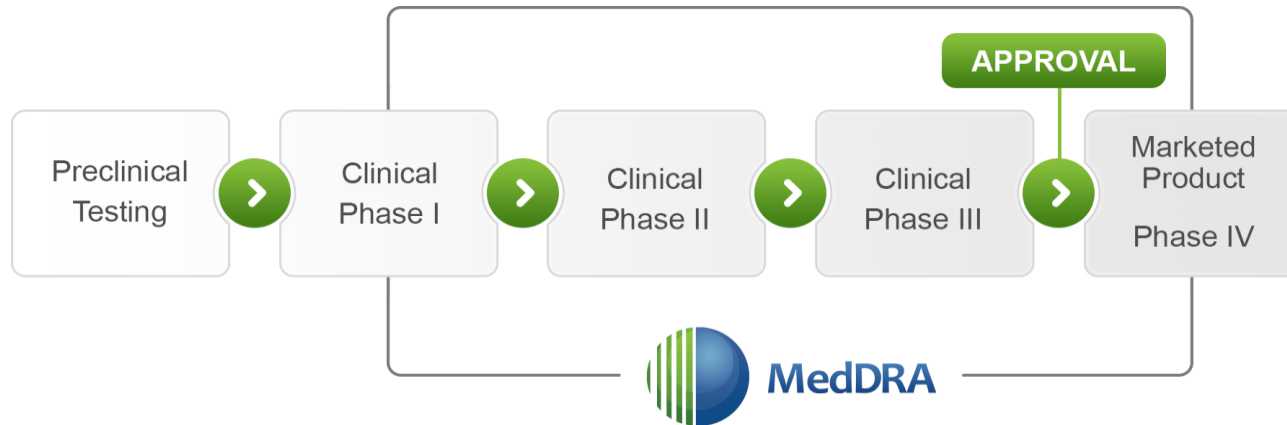 APPROVAL
Preclinical
Testing
Clinical
Phase I
Clinical
Phase II
Clinical
Phase III
Marketed
Product
Phase IV
MedDRA